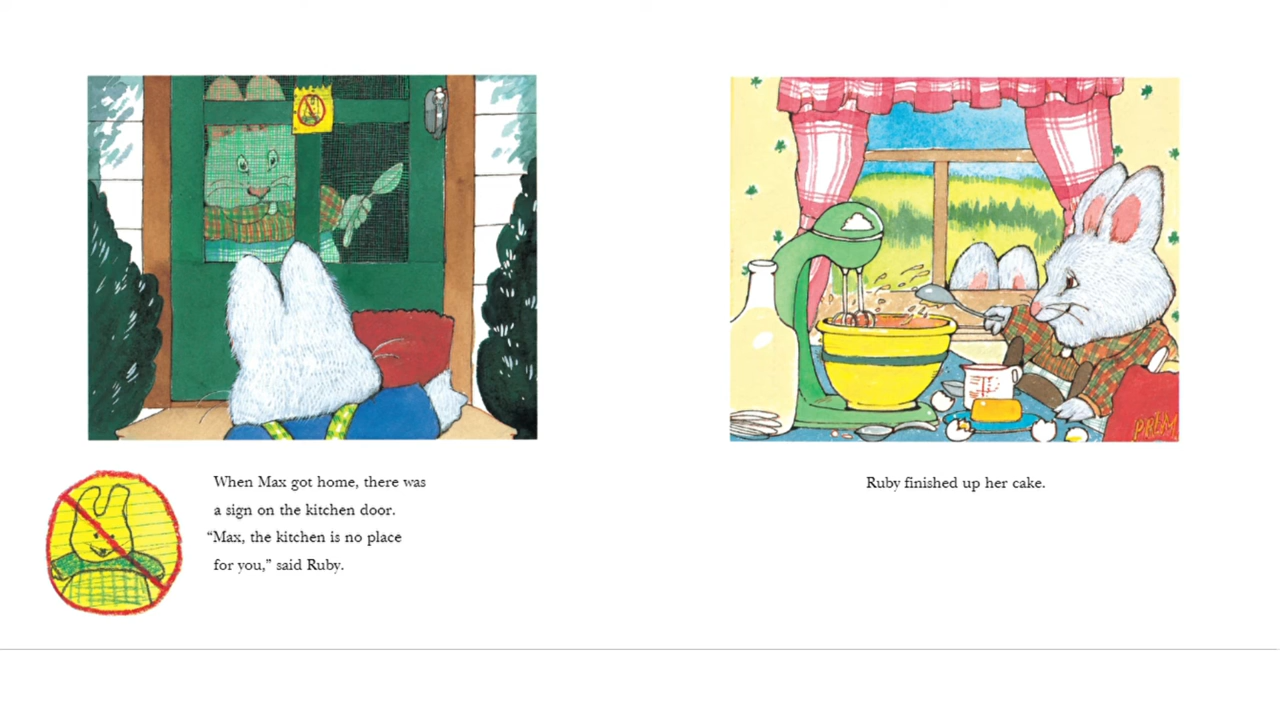 When Max got home, there was
a sign on the kitchen door.
“Max, the kitchen is no place
for you,” said Ruby.
Ruby finished up her cake.